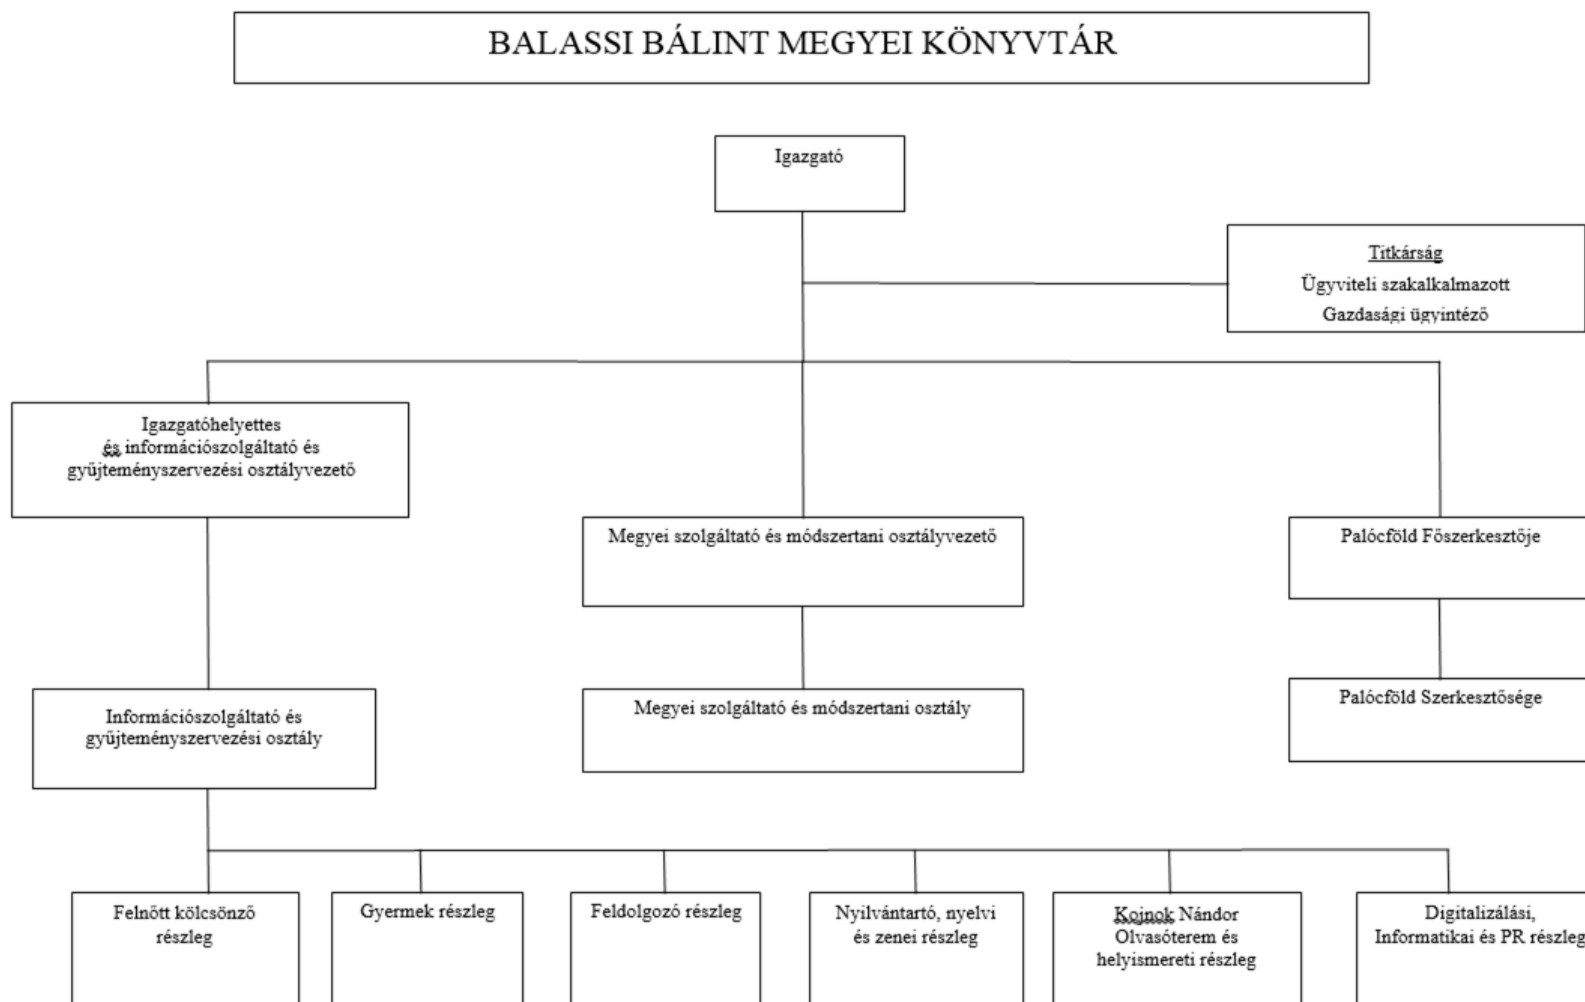 BALASSI BÁLINT MEGYEI KÖNYVTÁR
Igazgató
Titkárság
Ügyviteli szakalkalmazott
Gazdasági ügyintéző
Igazgatóhelyettes
és információszolgáltató és
gyűjteményszervezési osztályvezető
Megyei szolgáltató és módszertani osztályvezető
Palócföld Főszerkesztője
Információszolgáltató és
gyűjteményszervezési osztály
Megyei szolgáltató és módszertani osztály
Palócföld Szerkesztősége
Felnőtt kölcsönző
részleg
Gyermek részleg
Feldolgozó részleg
Nyilvántartó, nyelvi
és zenei részleg
Kojnok Nándor
Olvasóterem és
helyismereti részleg
Digitalizálási,
Informatikai és PR részleg